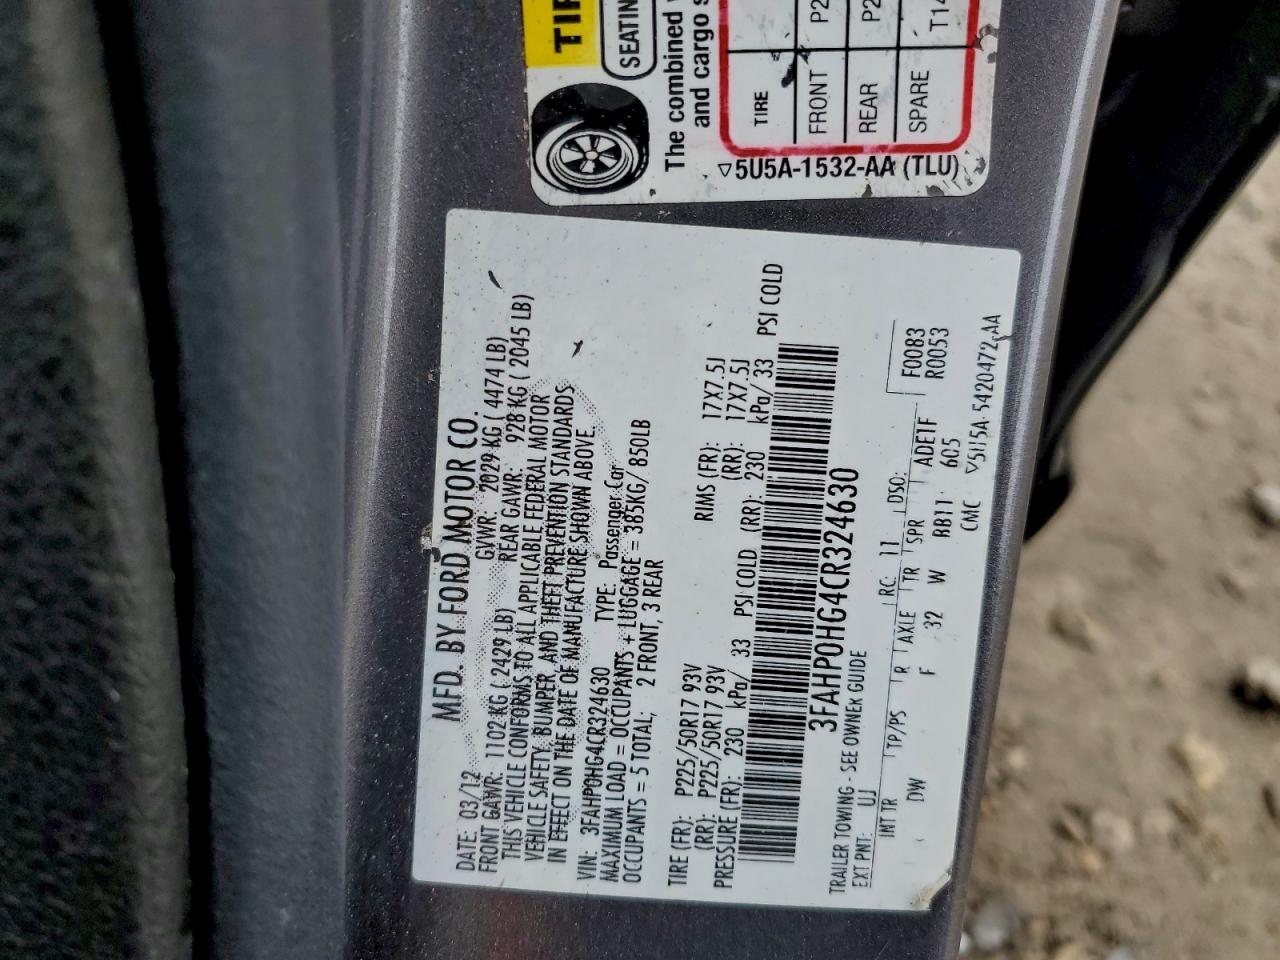 TIR
SEATIN
The combined
and cargo s
TIRE
FRONT P2
REAR P2
SPARE T14
5U5A-1532-AA (TLU)
MFD. BY FORD MOTOR CO.
DATE: 03/12 GVWR: 2029 KG ( 4474 LB)
FRONT GAWR: 1102 KG ( 2429 LB) REAR GAWR: 928 KG ( 2045 LB)
THIS VEHICLE CONFORMS TO ALL APPLICABLE FEDERAL MOTOR
VEHICLE SAFETY, BUMPER, AND THEFT PREVENTION STANDARDS
IN EFFECT ON THE DATE OF MANUFACTURE SHOWN ABOVE.
VIN: 3FAHP0HG4CR324630 TYPE: Passenger Car
MAXIMUM LOAD = OCCUPANTS + LUGGAGE = 385KG/ 850LB
OCCUPANTS = 5 TOTAL, 2 FRONT, 3 REAR
TIRE (FR): P225/50R17 93V RIMS (FR): 17X7.5J
(RR): P225/50R17 93V (RR): 17X7.5J
PRESSURE (FR): 230 kPa/ 33 PSI COLD (RR): 230 kPa/ 33 PSI COLD
3FAHP0HG4CR324630
TRAILER TOWING - SEE OWNER GUIDE
EXT PNT: UJ RC: 11 DSO: F0083
R0053
INT TR TP/PS R AXLE TR SPR ADETF
DW F 32 W BB11 605
CMC 5U5A 5420472 AA